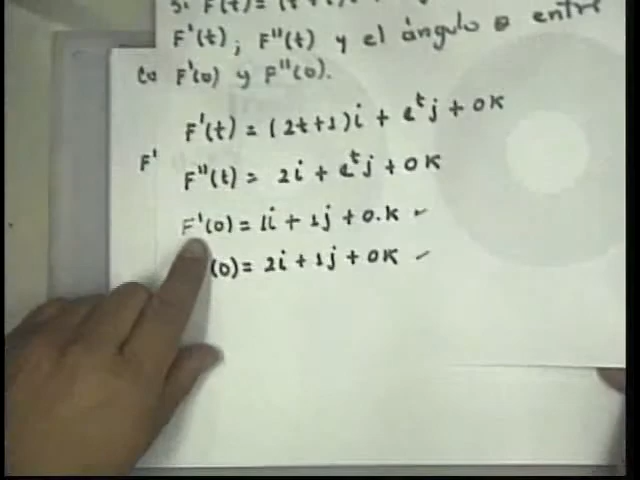 F'(t), F''(t) y el ángulo θ entre
F'(0) y F''(0).
F'(t) = (2t+1)i + e^t j + 0K
F'
F''(t) = 2i + e^t j + 0K
F'(0) = 1i + 1j + 0.K ✓
(0) = 2i + 1j + 0K ✓